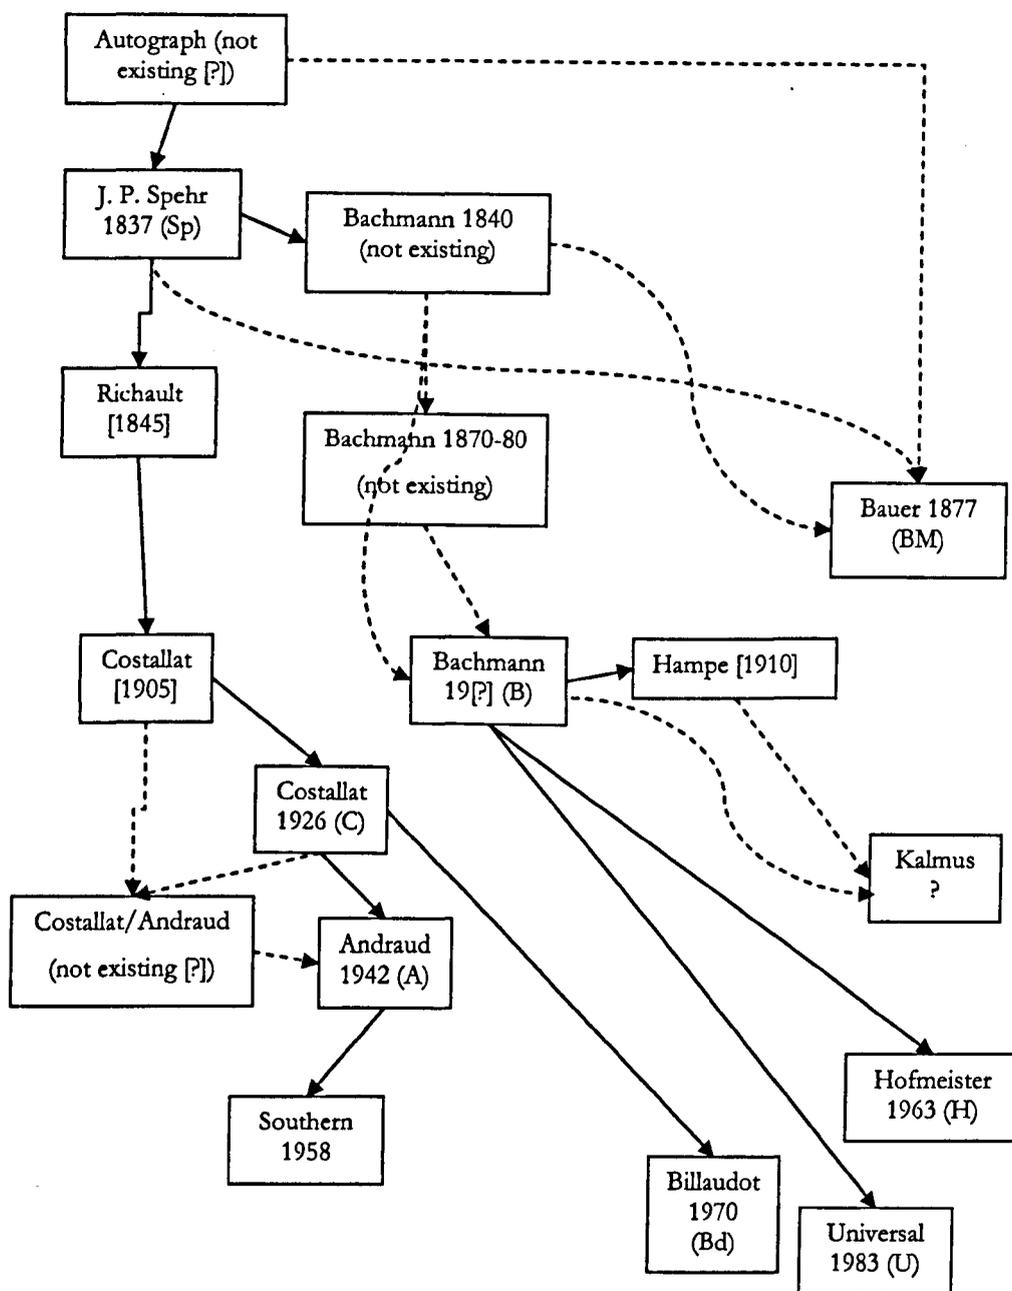 Autograph (not
existing [?])
J. P. Spehr
1837 (Sp)
Bachmann 1840
(not existing)
Richault
[1845]
Bachmann 1870-80
(not existing)
Bauer 1877
(BM)
Costallat
[1905]
Bachmann
19[?] (B)
Hampe [1910]
Costallat
1926 (C)
Kalmus
?
Costallat/Andraud
(not existing [?])
Andraud
1942 (A)
Hofmeister
1963 (H)
Southern
1958
Billaudot
1970
(Bd)
Universal
1983 (U)